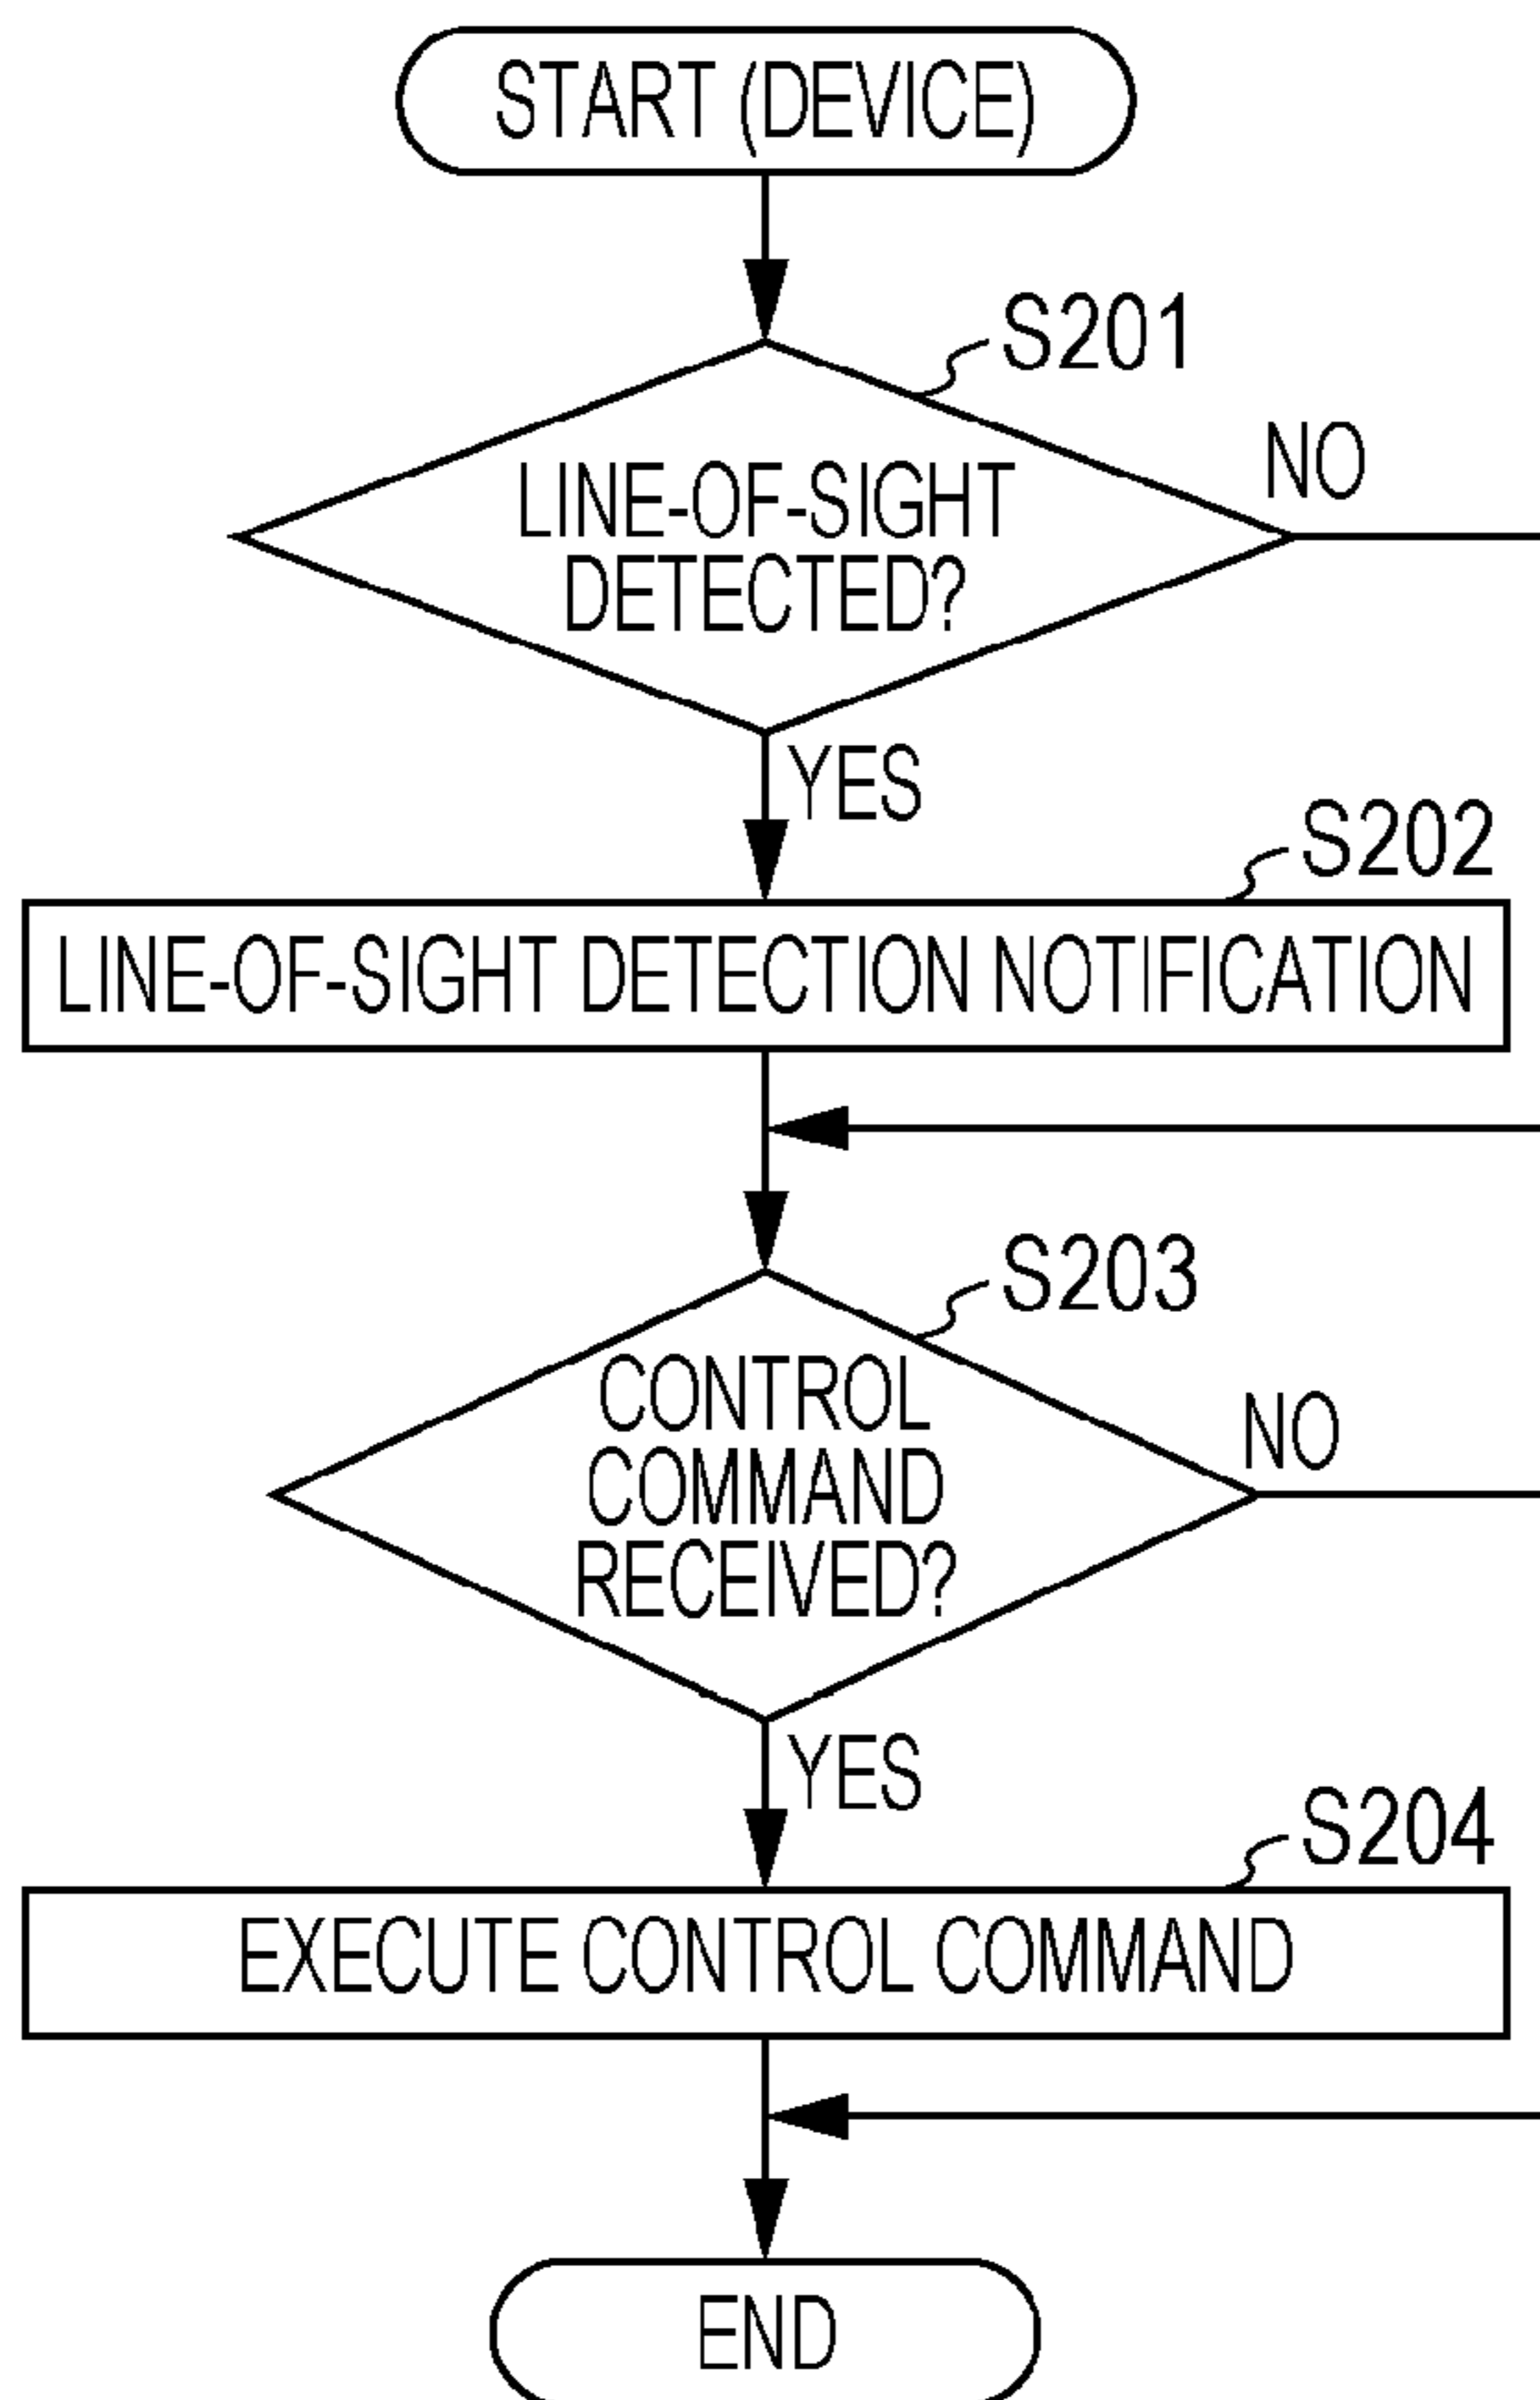 START (DEVICE)
S201
LINE-OF-SIGHT
DETECTED?
NO
YES
S202
LINE-OF-SIGHT DETECTION NOTIFICATION
S203
CONTROL
COMMAND
RECEIVED?
NO
YES
S204
EXECUTE CONTROL COMMAND
END